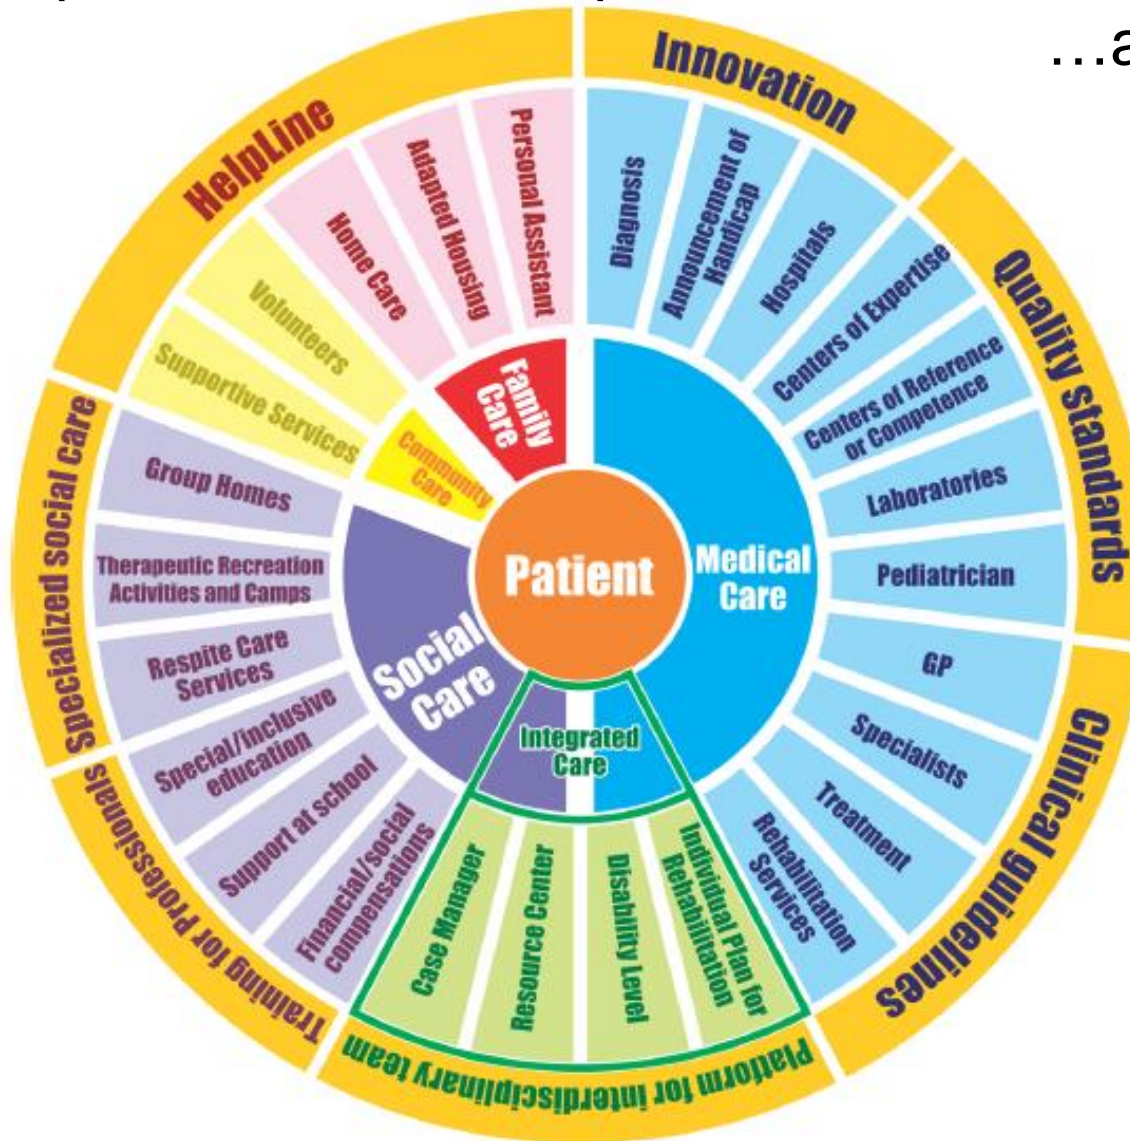 …a
Innovation
Quality standards
Clinical guidelines
Platform for interdisciplinary team
Training for Professionals
Specialized social care
HelpLine
Diagnosis
Announcement of
Handicap
Hospitals
Centers of Expertise
Centers of Reference
or Competence
Laboratories
Pediatrician
GP
Specialists
Treatment
Rehabilitation
Services
Individual Plan for
Rehabilitation
Disability Level
Resource Center
Case Manager
Financial/social
compensations
Support at school
Special/inclusive
education
Respite Care
Services
Therapeutic Recreation
Activities and Camps
Group Homes
Supportive Services
Volunteers
Home Care
Adapted Housing
Personal Assistant
Family
Care
Community
Care
Social
Care
Integrated
Care
Medical
Care
Patient